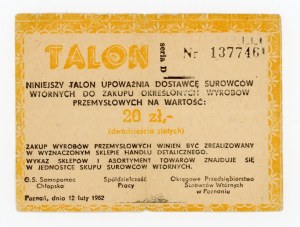 TALON
seria D
Nr 137746
NINIEJSZY TALON UPOWAŻNIA DOSTAWCĘ SUROWCÓW
WTÓRNYCH DO ZAKUPU OKREŚLONYCH WYROBÓW
PRZEMYSŁOWYCH NA WARTOŚĆ:
20 zł,-
(dwadzieścia złotych)
ZAKUP WYROBÓW PRZEMYSŁOWYCH WINIEN BYĆ ZREALIZOWANY
W WYZNACZONYM SKLEPIE HANDLU DETALICZNEGO.
WYKAZ SKLEPÓW I ASORTYMENT TOWARÓW ZNAJDUJE SIĘ
W JEDNOSTCE SKUPU SUROWCÓW WTÓRNYCH.
G.S. Samopomoc Chłopska
Spółdzielczość Pracy
Okręgowe Przedsiębiorstwo Surowców Wtórnych w Poznaniu
Poznań, dnia 12 luty 1982